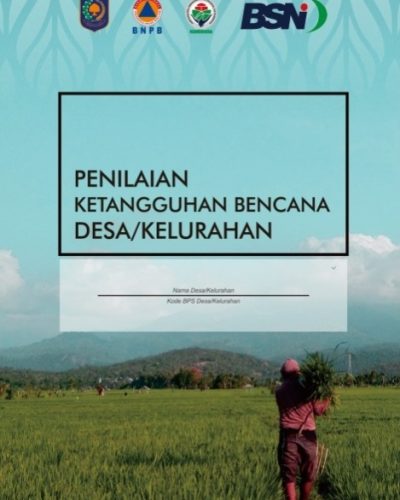 BNPB
BSN
PENILAIAN
KETANGGUHAN BENCANA
DESA/KELURAHAN
Nama Desa/Kelurahan
Kode BPS Desa/Kelurahan